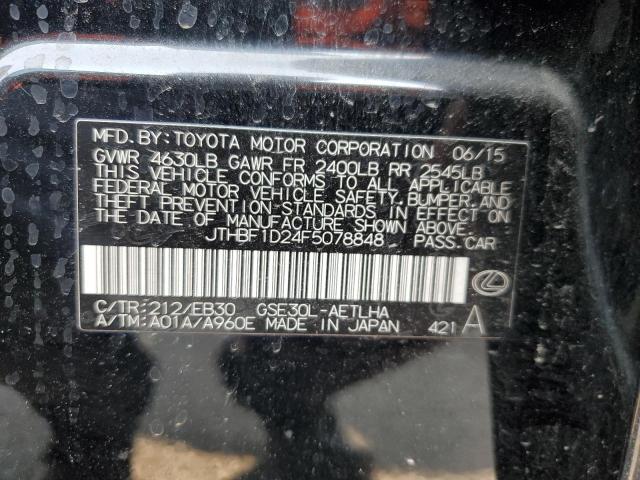 MFD. BY: TOYOTA MOTOR CORPORATION 06/15
GVWR 4630LB GAWR FR 2400LB RR 2545LB
THIS VEHICLE CONFORMS TO ALL APPLICABLE
FEDERAL MOTOR VEHICLE SAFETY, BUMPER, AND
THEFT PREVENTION STANDARDS IN EFFECT ON
THE DATE OF MANUFACTURE SHOWN ABOVE.
JTHBF1D24F5078848 PASS. CAR
C/TR: 212/EB30 GSE30L-AETLHA
A/TM: A01A/A960E MADE IN JAPAN 421 A